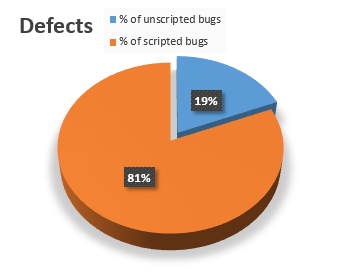 Defects
% of unscripted bugs
% of scripted bugs
19%
81%